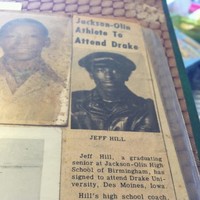 Jackson-Olin
Athlete To
Attend Drake
JEFF HILL
Jeff Hill, a graduating
senior at Jackson-Olin High
School of Birmingham, has
signed to attend Drake Uni-
versity, Des Moines, Iowa.
Hill's high school coach